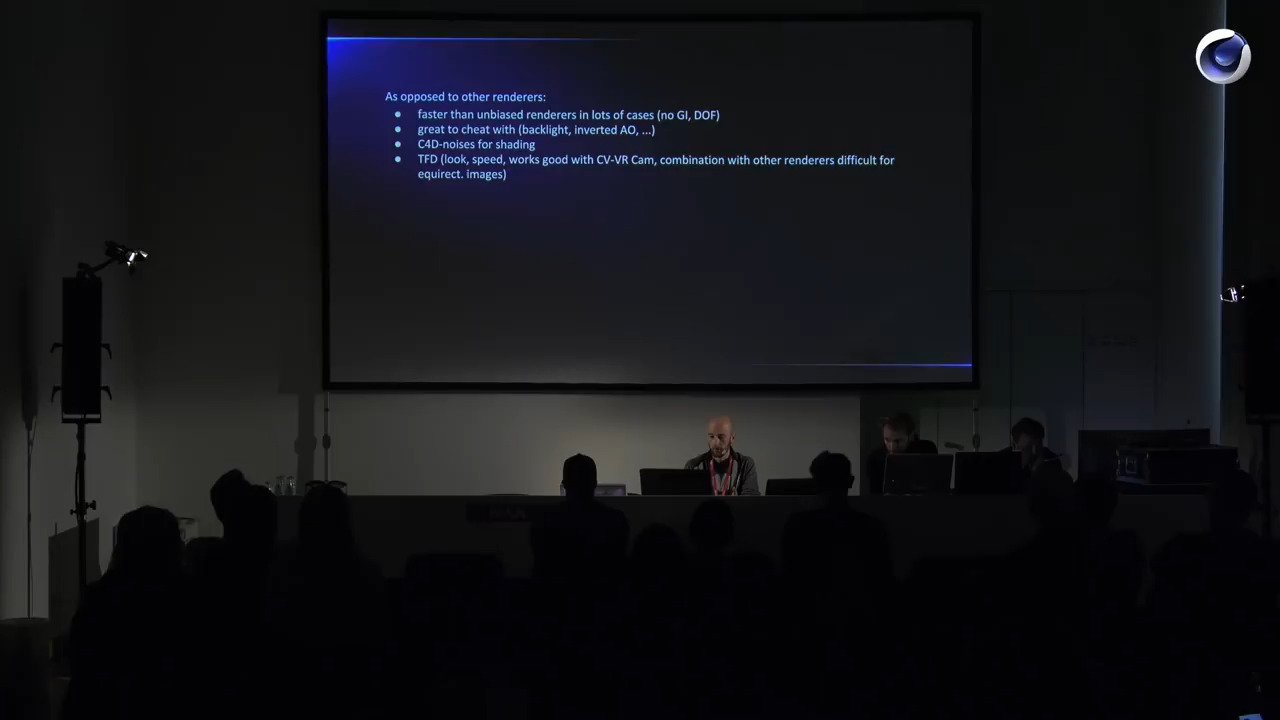 As opposed to other renderers:
● faster than unbiased renderers in lots of cases (no GI, DOF)
● great to cheat with (backlight, inverted AO, ...)
● C4D-noises for shading
● TFD (look, speed, works good with CV-VR Cam, combination with other renderers difficult for
equirect. images)